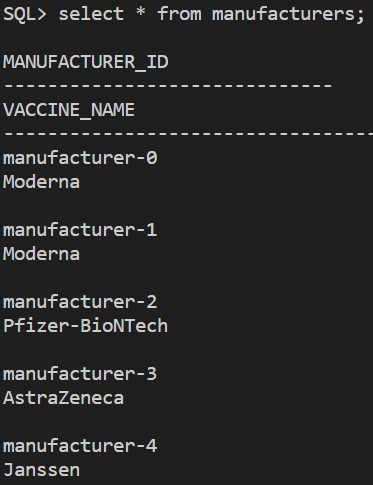 SQL> select * from manufacturers;
MANUFACTURER_ID
------------------------------
VACCINE_NAME
----------------------------------
manufacturer-0
Moderna
manufacturer-1
Moderna
manufacturer-2
Pfizer-BioNTech
manufacturer-3
AstraZeneca
manufacturer-4
Janssen